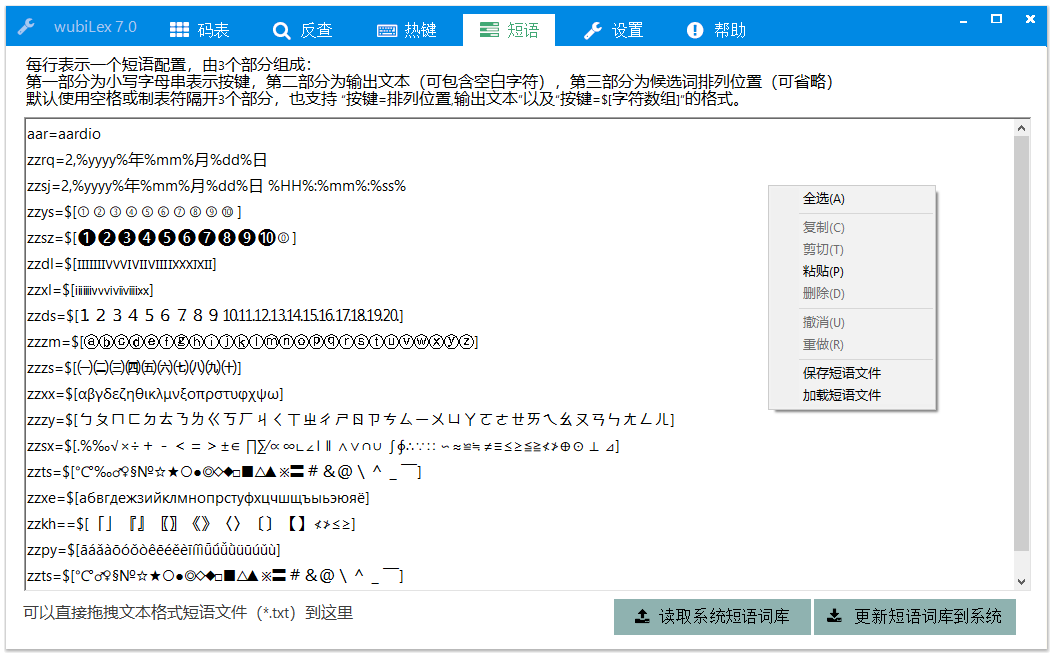 wubiLex 7.0 码表 反查 热键 短语 设置 帮助
每行表示一个短语配置，由3个部分组成：
第一部分为小写字母串表示按键，第二部分为输出文本（可包含空白字符），第三部分为候选词排列位置（可省略）
默认使用空格或制表符隔开3个部分，也支持 "按键=排列位置,输出文本"以及"按键=$[字符数组]"的格式。
aar=aardio
zzrq=2,%yyyy%年%mm%月%dd%日
zzsj=2,%yyyy%年%mm%月%dd%日 %HH%:%mm%:%ss%
zzys=$[①②③④⑤⑥⑦⑧⑨⑩]
zzsz=$[❶❷❸❹❺❻❼❽❾❿⓪]
zzdl=$[ⅠⅡⅢⅣⅤⅥⅦⅧⅨⅩⅪⅫ]
zzxl=$[ⅰⅱⅲⅳⅴⅵⅶⅷⅸⅹ]
zzds=$[⒈⒉⒊⒋⒌⒍⒎⒏⒐⒑⒒⒓⒔⒕⒖⒗⒘⒙⒚⒛]
zzzm=$[ⓐⓑⓒⓓⓔⓕⓖⓗⓘⓙⓚⓛⓜⓝⓞⓟⓠⓡⓢⓣⓤⓥⓦⓧⓨⓩ]
zzzs=$[㈠㈡㈢㈣㈤㈥㈦㈧㈨㈩]
zzxx=$[αβγδεζηθικλμνξοπρστυφχψω]
zzzy=$[ㄅㄆㄇㄈㄉㄊㄋㄌㄍㄎㄏㄐㄑㄒㄓㄔㄕㄖㄗㄘㄙㄧㄨㄩㄚㄛㄜㄝㄞㄟㄠㄡㄢㄣㄤㄥㄦ]
zzsx=$[.%‰√×÷＋－＜＝＞±∈∏∑∕∝∞∟∠∣∥∧∨∩∪∫∮∴∵∶∷∽≈≌≒≠≡≤≥≦≧≮≯⊕⊙⊥⊿]
zzts=$[°℃‰♂♀§№☆★○●◎◇◆□■△▲※〓＃＆＠＼＾＿￣]
zzxe=$[абвгдежзийклмнопрстуфхцчшщъыьэюяё]
zzkh==$[「」『』〖〗《》〈〉〔〕【】≮≯≤≥]
zzpy=$[āáǎàōóǒòêēéěèīíǐìǖǘǚǜüūúǔù]
zzts=$[°℃♂♀§№☆★○●◎◇◆□■△▲※〓＃＆＠＼＾＿￣]
全选(A)
复制(C)
剪切(T)
粘贴(P)
删除(D)
撤消(U)
重做(R)
保存短语文件
加载短语文件
可以直接拖拽文本格式短语文件（*.txt）到这里 读取系统短语词库 更新短语词库到系统